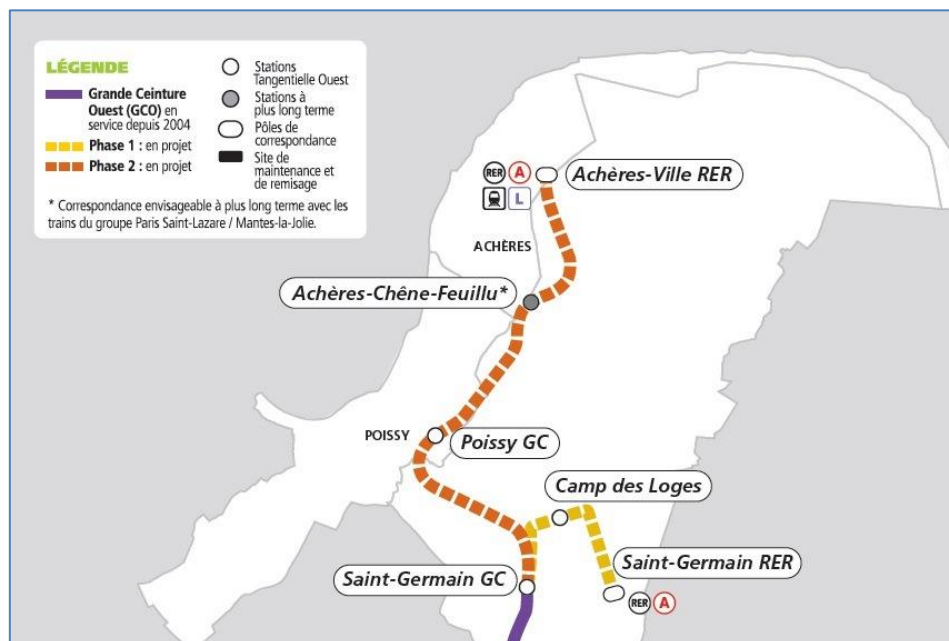 LÉGENDE
Grande Ceinture
Ouest (GCO) en
service depuis 2004
Phase 1 : en projet
Phase 2 : en projet
Stations
Tangentielle Ouest
Stations à
plus long terme
Pôles de
correspondance
Site de
maintenance et
de remisage
* Correspondance envisageable à plus long terme avec les
trains du groupe Paris Saint-Lazare / Mantes-la-Jolie.
RER A
Achères-Ville RER
L
ACHÈRES
Achères-Chêne-Feuillu*
POISSY
Poissy GC
Camp des Loges
Saint-Germain RER
Saint-Germain GC
RER A